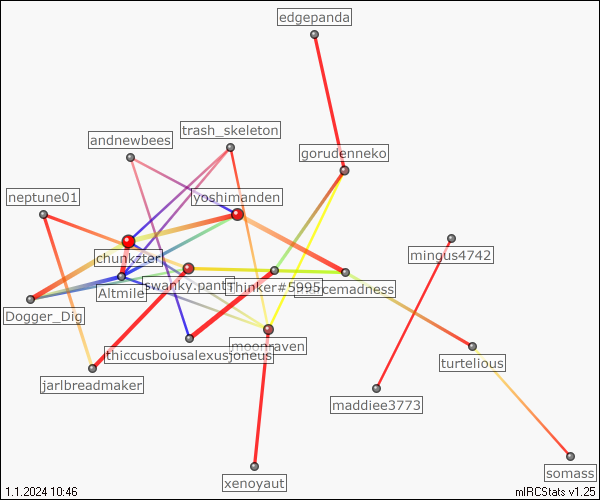 edgepanda
trash_skeleton
andnewbees
gorudenneko
neptune01
yoshimanden
mingus4742
chunkzter
swanky.pants
Thinker#5995
Altmile
Dogger_Dig
moonraven
thiccusboiusalexusjoneus
turtelious
jarlbreadmaker
maddiee3773
somass
xenoyaut
1.1.2024 10:46
mIRCStats v1.25